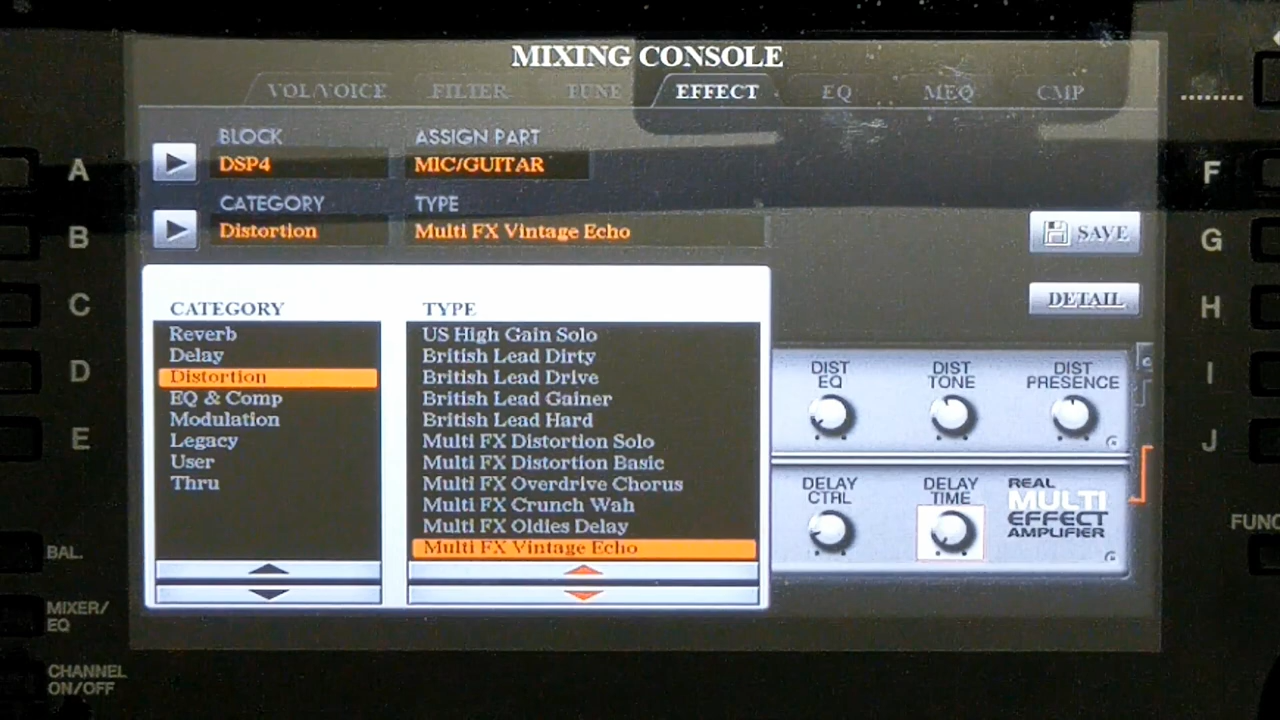 MIXING CONSOLE
VOL/VOICE FILTER TUNE EFFECT EQ MEQ CMP
BLOCK ASSIGN PART
A DSP4 MIC/GUITAR F
CATEGORY TYPE
B Distortion Multi FX Vintage Echo SAVE G
C CATEGORY TYPE DETAIL H
Reverb US High Gain Solo
Delay British Lead Dirty
D Distortion British Lead Drive DIST EQ DIST TONE DIST PRESENCE I
EQ & Comp British Lead Gainer
Modulation British Lead Hard
E Legacy Multi FX Distortion Solo J
User Multi FX Distortion Basic
Thru Multi FX Overdrive Chorus DELAY CTRL DELAY TIME REAL
Multi FX Crunch Wah MULTI
Multi FX Oldies Delay EFFECT FUNC
BAL. Multi FX Vintage Echo AMPLIFIER
MIXER/
EQ
CHANNEL
ON/OFF